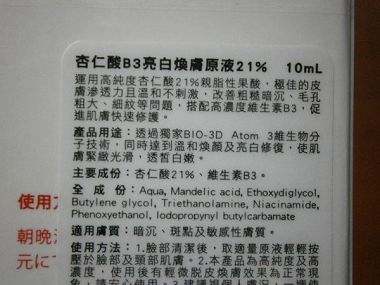 杏仁酸B3亮白煥膚原液21% 10mL
運用高純度杏仁酸21%親脂性果酸，極佳的皮
膚滲透力且溫和不刺激，改善粗糙暗沉、毛孔
粗大、細紋等問題，搭配高濃度維生素B3，促
進肌膚快速修護。
產品用途：透過獨家BIO-3D Atom 3維生物分
子技術，同時達到溫和煥顏及亮白修復，使肌
膚緊緻光滑，透皙白嫩。
主要成份：杏仁酸21%、維生素B3。
全成份：Aqua, Mandelic acid, Ethoxydiglycol,
Butylene glycol, Triethanolamine, Niacinamide,
Phenoxyethanol, Iodopropynyl butylcarbamate
適用膚質：暗沉、斑點及敏感性膚質。
使用方法：1.臉部清潔後，取適量原液輕輕按
壓於臉部及頸部肌膚。2.本產品為高純度及高
濃度，使用後有輕微脫皮煥膚效果為正常現
使用方
朝晚
元に